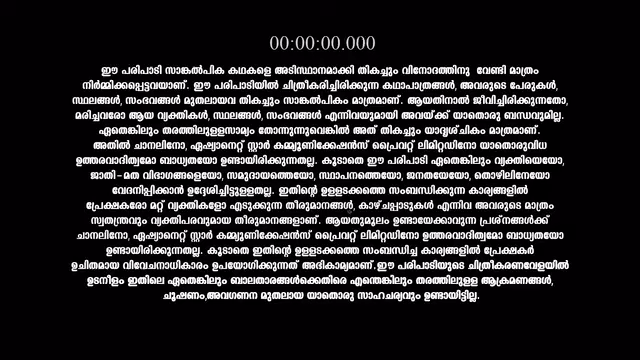 00:00:00.000
ഈ പരിപാടി സാങ്കൽപിക കഥകളെ അടിസ്ഥാനമാക്കി തികച്ചും വിനോദത്തിനു വേണ്ടി മാത്രം
നിർമ്മിക്കപ്പെട്ടവയാണ്. ഈ പരിപാടിയിൽ ചിത്രീകരിച്ചിരിക്കുന്ന കഥാപാത്രങ്ങൾ, അവരുടെ പേരുകൾ,
സ്ഥലങ്ങൾ, സംഭവങ്ങൾ മുതലായവ തികച്ചും സാങ്കൽപികം മാത്രമാണ്. ആയതിനാൽ ജീവിച്ചിരിക്കുന്നതോ,
മരിച്ചവരോ ആയ വ്യക്തികൾ, സ്ഥലങ്ങൾ, സംഭവങ്ങൾ എന്നിവയുമായി അവയ്ക്ക് യാതൊരു ബന്ധവുമില്ല.
ഏതെങ്കിലും തരത്തിലുളളസാമ്യം തോന്നുന്നുവെങ്കിൽ അത് തികച്ചും യാദൃശ്ചികം മാത്രമാണ്.
അതിൽ ചാനലിനോ, ഏഷ്യാനെറ്റ് സ്റ്റാർ കമ്മ്യൂണിക്കേഷൻസ് പ്രൈവറ്റ് ലിമിറ്റഡിനോ യാതൊരുവിധ
ഉത്തരവാദിത്വമോ ബാധ്യതയോ ഉണ്ടായിരിക്കുന്നതല്ല. കൂടാതെ ഈ പരിപാടി ഏതെങ്കിലും വ്യക്തിയെയോ,
ജാതി-മത വിഭാഗങ്ങളെയോ, സമുദായത്തെയോ, സ്ഥാപനത്തെയോ, ജനതയേയോ, തൊഴിലിനേയോ
വേദനിപ്പിക്കാൻ ഉദ്ദേശിച്ചിട്ടുളളതല്ല. ഇതിന്റെ ഉളളടക്കത്തെ സംബന്ധിക്കുന്ന കാര്യങ്ങളിൽ
പ്രേക്ഷകരോ മറ്റ് വ്യക്തികളോ എടുക്കുന്ന തീരുമാനങ്ങൾ, കാഴ്ചപ്പാടുകൾ എന്നിവ അവരുടെ മാത്രം
സ്വതന്ത്രവും വ്യക്തിപരവുമായ തീരുമാനങ്ങളാണ്. ആയതുമൂലം ഉണ്ടായേക്കാവുന്ന പ്രശ്നങ്ങൾക്ക്
ചാനലിനോ, ഏഷ്യാനെറ്റ് സ്റ്റാർ കമ്മ്യൂണിക്കേഷൻസ് പ്രൈവറ്റ് ലിമിറ്റഡിനോ ഉത്തരവാദിത്വമോ ബാധ്യതയോ
ഉണ്ടായിരിക്കുന്നതല്ല. കൂടാതെ ഇതിന്റെ ഉളളടക്കത്തെ സംബന്ധിച്ച കാര്യങ്ങളിൽ പ്രേക്ഷകർ
ഉചിതമായ വിവേചനാധികാരം ഉപയോഗിക്കുന്നത് അഭികാമ്യമാണ്.ഈ പരിപാടിയുടെ ചിത്രീകരണവേളയിൽ
ഉടനീളം ഇതിലെ ഏതെങ്കിലും ബാലതാരങ്ങൾക്കെതിരെ എന്തെങ്കിലും തരത്തിലുളള ആക്രമണങ്ങൾ,
ചൂഷണം,അവഗണന മുതലായ യാതൊരു സാഹചര്യവും ഉണ്ടായിട്ടില്ല.